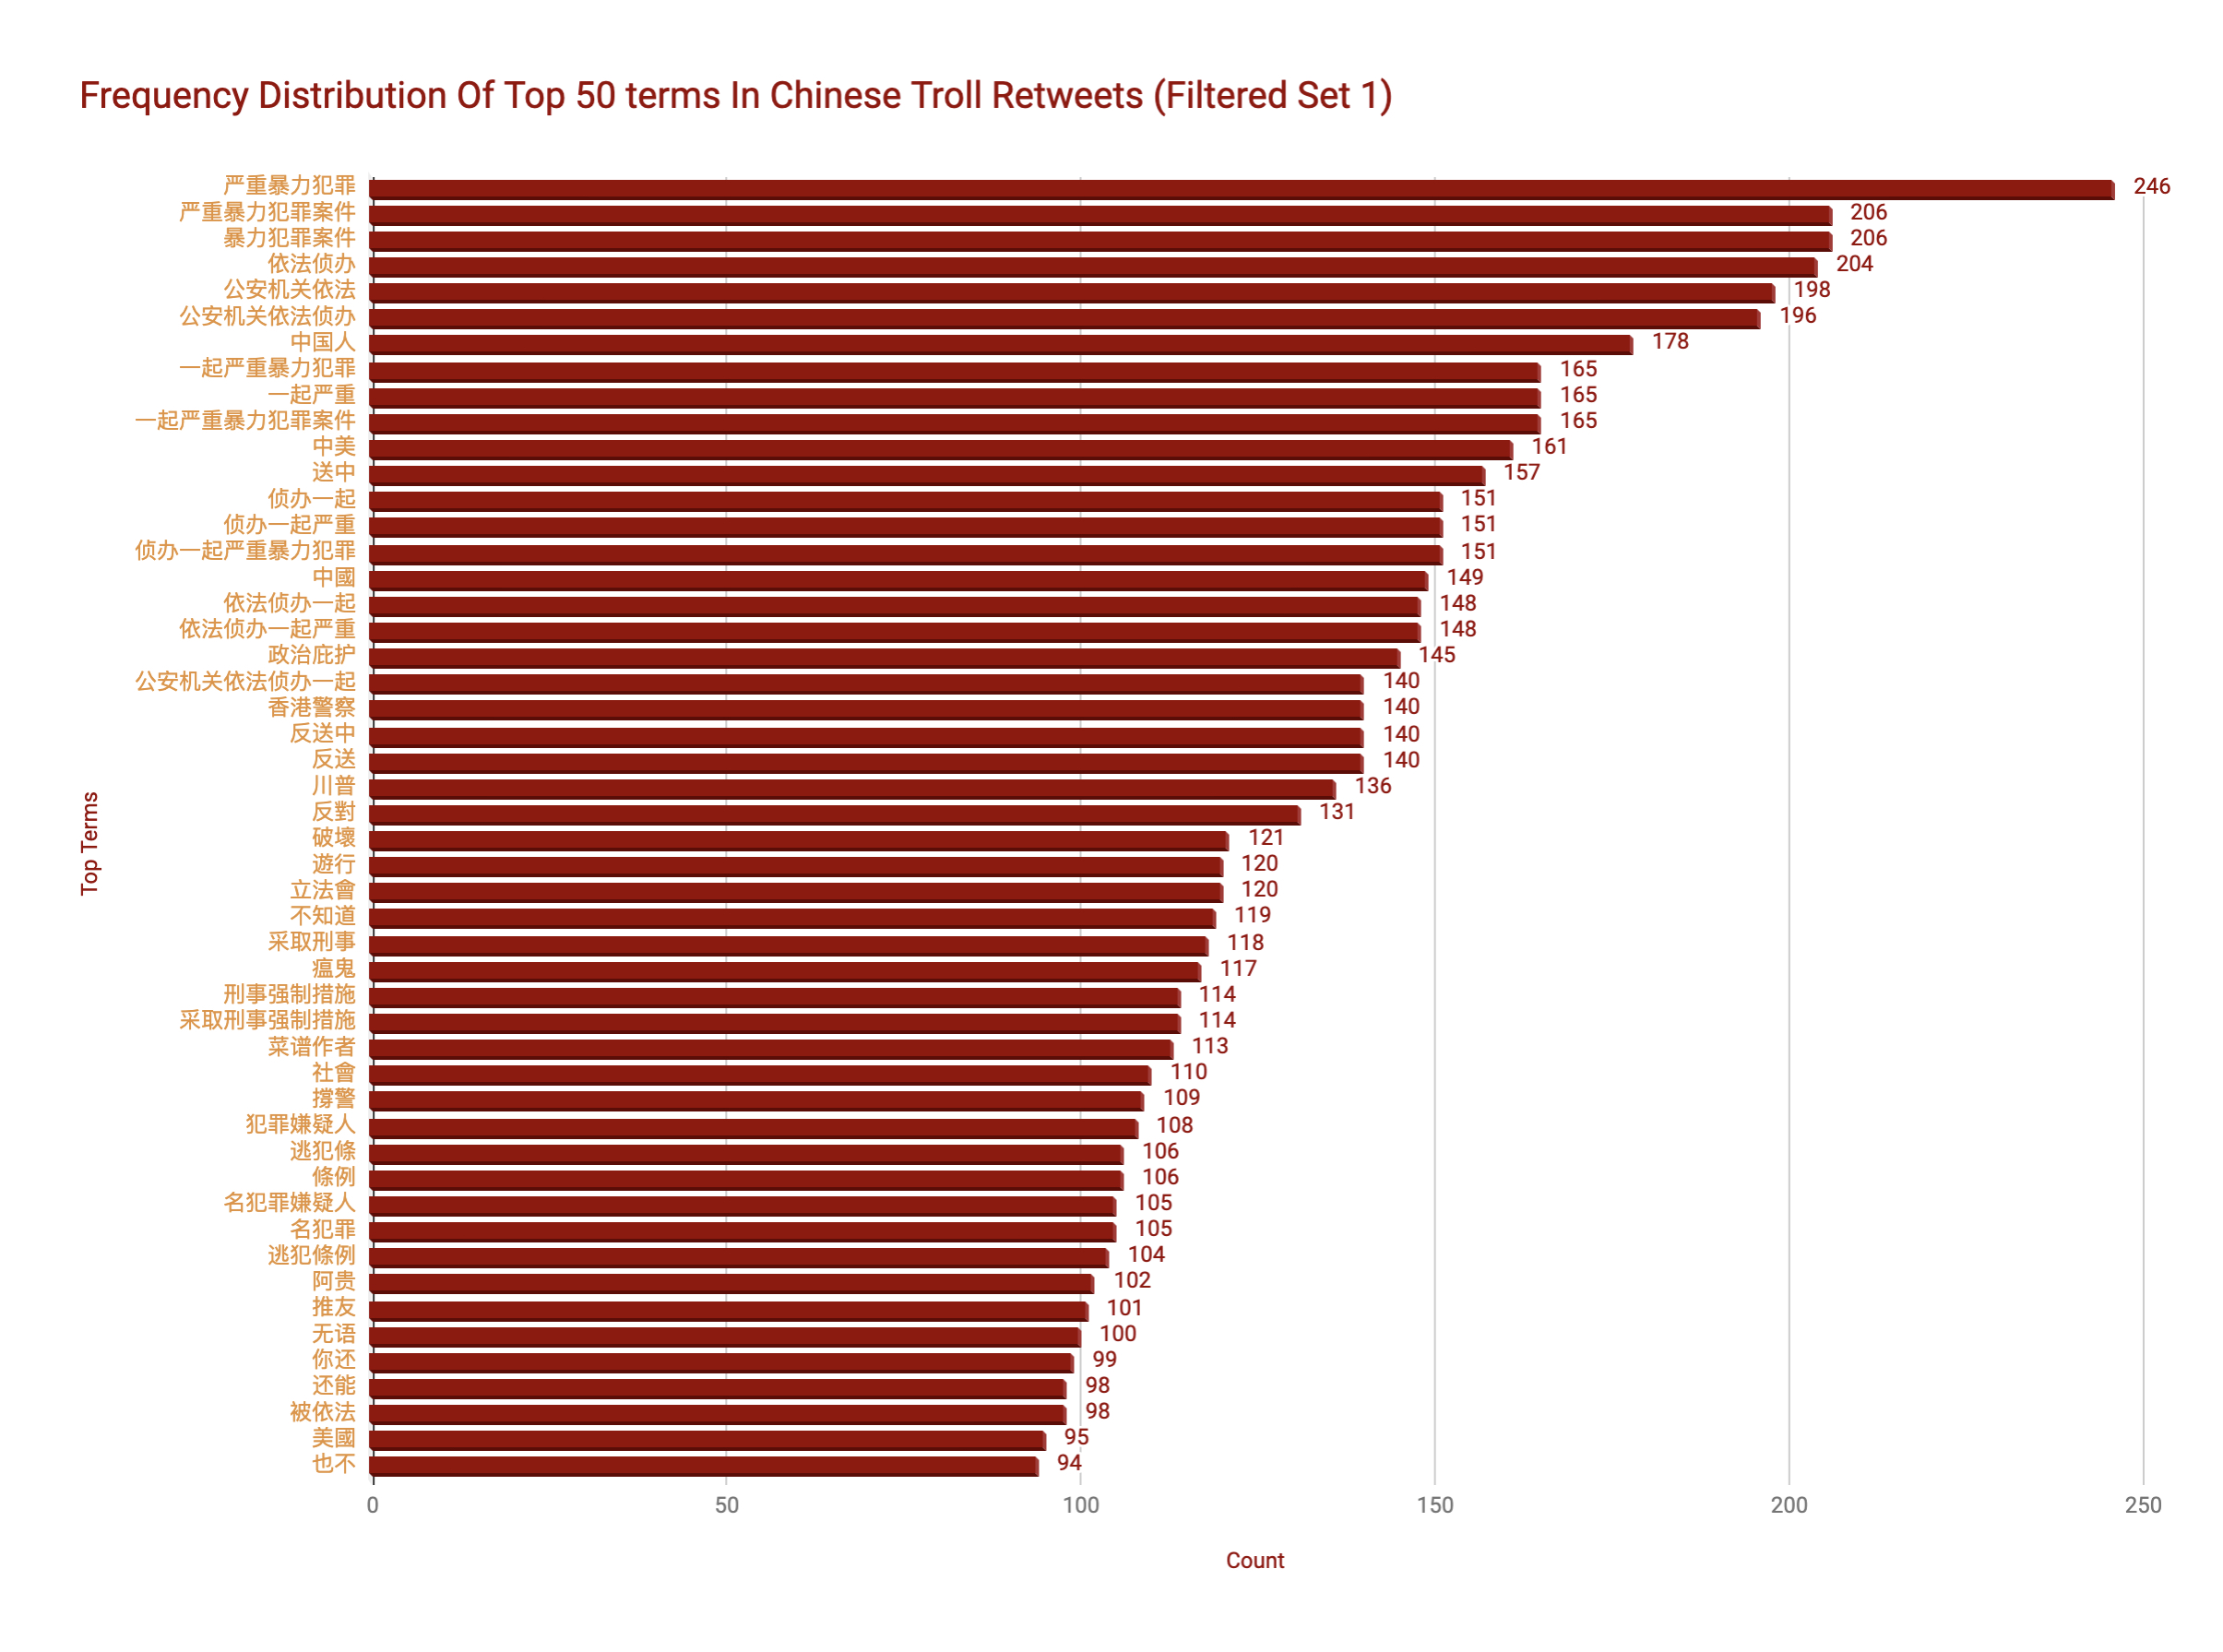 Frequency Distribution Of Top 50 terms In Chinese Troll Retweets (Filtered Set 1)
严重暴力犯罪 246
严重暴力犯罪案件 206
暴力犯罪案件 206
依法侦办 204
公安机关依法 198
公安机关依法侦办 196
中国人 178
一起严重暴力犯罪 165
一起严重 165
一起严重暴力犯罪案件 165
中美 161
送中 157
侦办一起 151
侦办一起严重 151
侦办一起严重暴力犯罪 151
中國 149
依法侦办一起 148
依法侦办一起严重 148
政治庇护 145
公安机关依法侦办一起 140
香港警察 140
反送中 140
反送 140
川普 136
反對 131
破壞 121
遊行 120
立法會 120
不知道 119
采取刑事 118
瘟鬼 117
刑事强制措施 114
采取刑事强制措施 114
菜谱作者 113
社會 110
撐警 109
犯罪嫌疑人 108
逃犯條 106
條例 106
名犯罪嫌疑人 105
名犯罪 105
逃犯條例 104
阿贵 102
推友 101
无语 100
你还 99
还能 98
被依法 98
美國 95
也不 94
Top Terms
0 50 100 150 200 250
Count